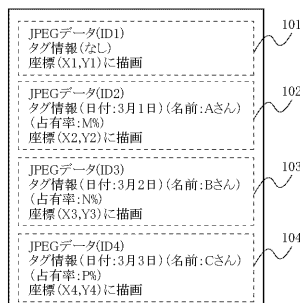 JPEGデータ(ID1)
タグ情報(なし)
座標(X1,Y1)に描画
101
JPEGデータ(ID2)
タグ情報(日付:3月1日)(名前:Aさん)
(占有率:M%)
座標(X2,Y2)に描画
102
JPEGデータ(ID3)
タグ情報(日付:3月2日)(名前:Bさん)
(占有率:N%)
座標(X3,Y3)に描画
103
JPEGデータ(ID4)
タグ情報(日付:3月3日)(名前:Cさん)
(占有率:P%)
座標(X4,Y4)に描画
104